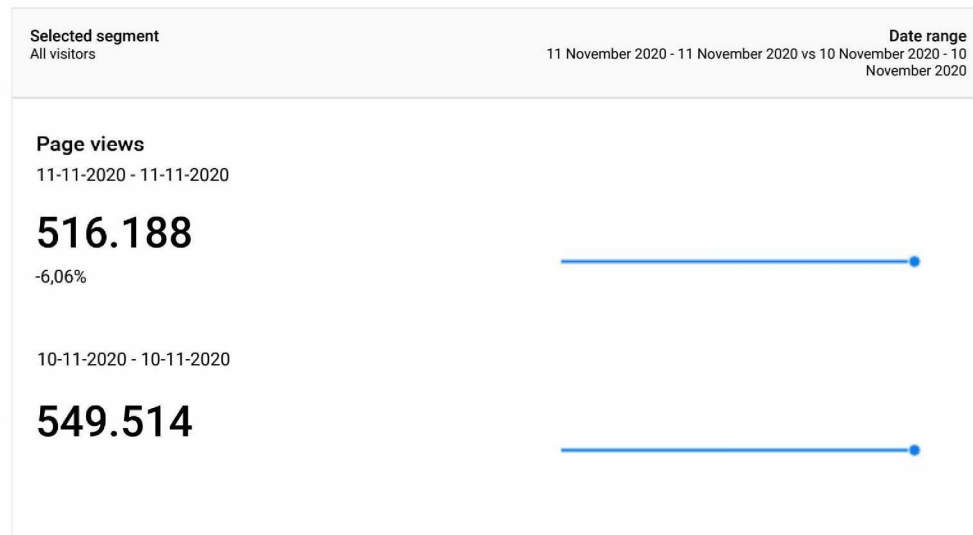 Selected segment
All visitors
Date range
11 November 2020 - 11 November 2020 vs 10 November 2020 - 10
November 2020
Page views
11-11-2020 - 11-11-2020
516.188
-6,06%
10-11-2020 - 10-11-2020
549.514